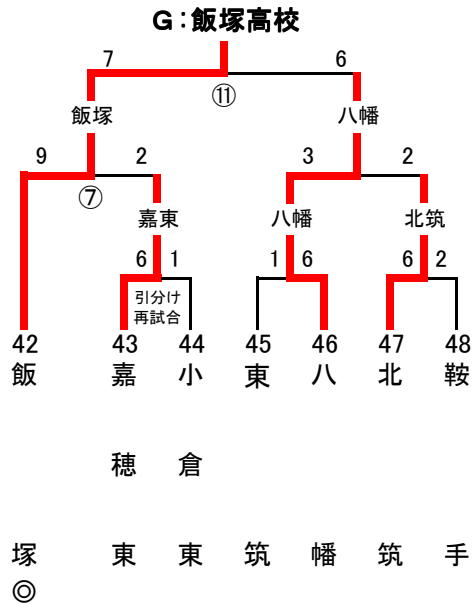 G:飯塚高校
7 6
⑪
飯塚 八幡
9 2 3 2
⑦
嘉東 八幡 北筑
6 1 1 6 6 2
引分け
再試合
42 43 44 45 46 47 48
飯 嘉 小 東 八 北 鞍
穂 倉
塚 東 東 筑 幡 筑 手
◎